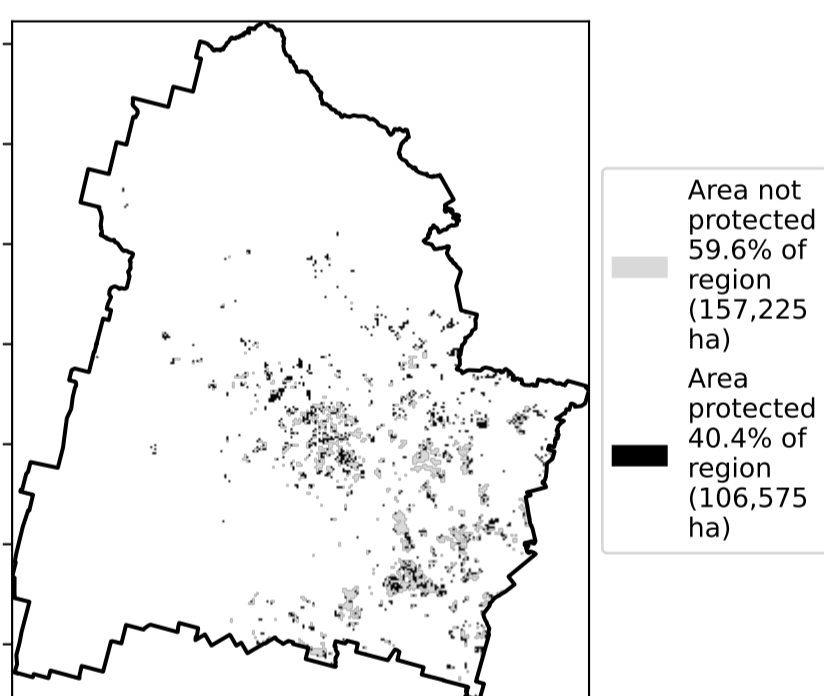 Area not
protected
59.6% of
region
(157,225
ha)
Area
protected
40.4% of
region
(106,575
ha)